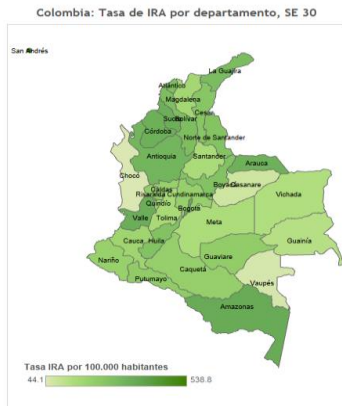 Colombia: Tasa de IRA por departamento, SE 30
San Andrés
La Guajira
Atlántico
Magdalena
Cesar
Sucre
Bolívar
Córdoba
Norte de Santander
Antioquia
Santander
Arauca
Chocó
Boyacá
Casanare
Caldas
Risaralda
Cundinamarca
Vichada
Quindío
Bogotá
Valle
Tolima
Meta
Guainía
Cauca
Huila
Guaviare
Nariño
Caquetá
Vaupés
Putumayo
Amazonas
Tasa IRA por 100.000 habitantes
44.1 538.8